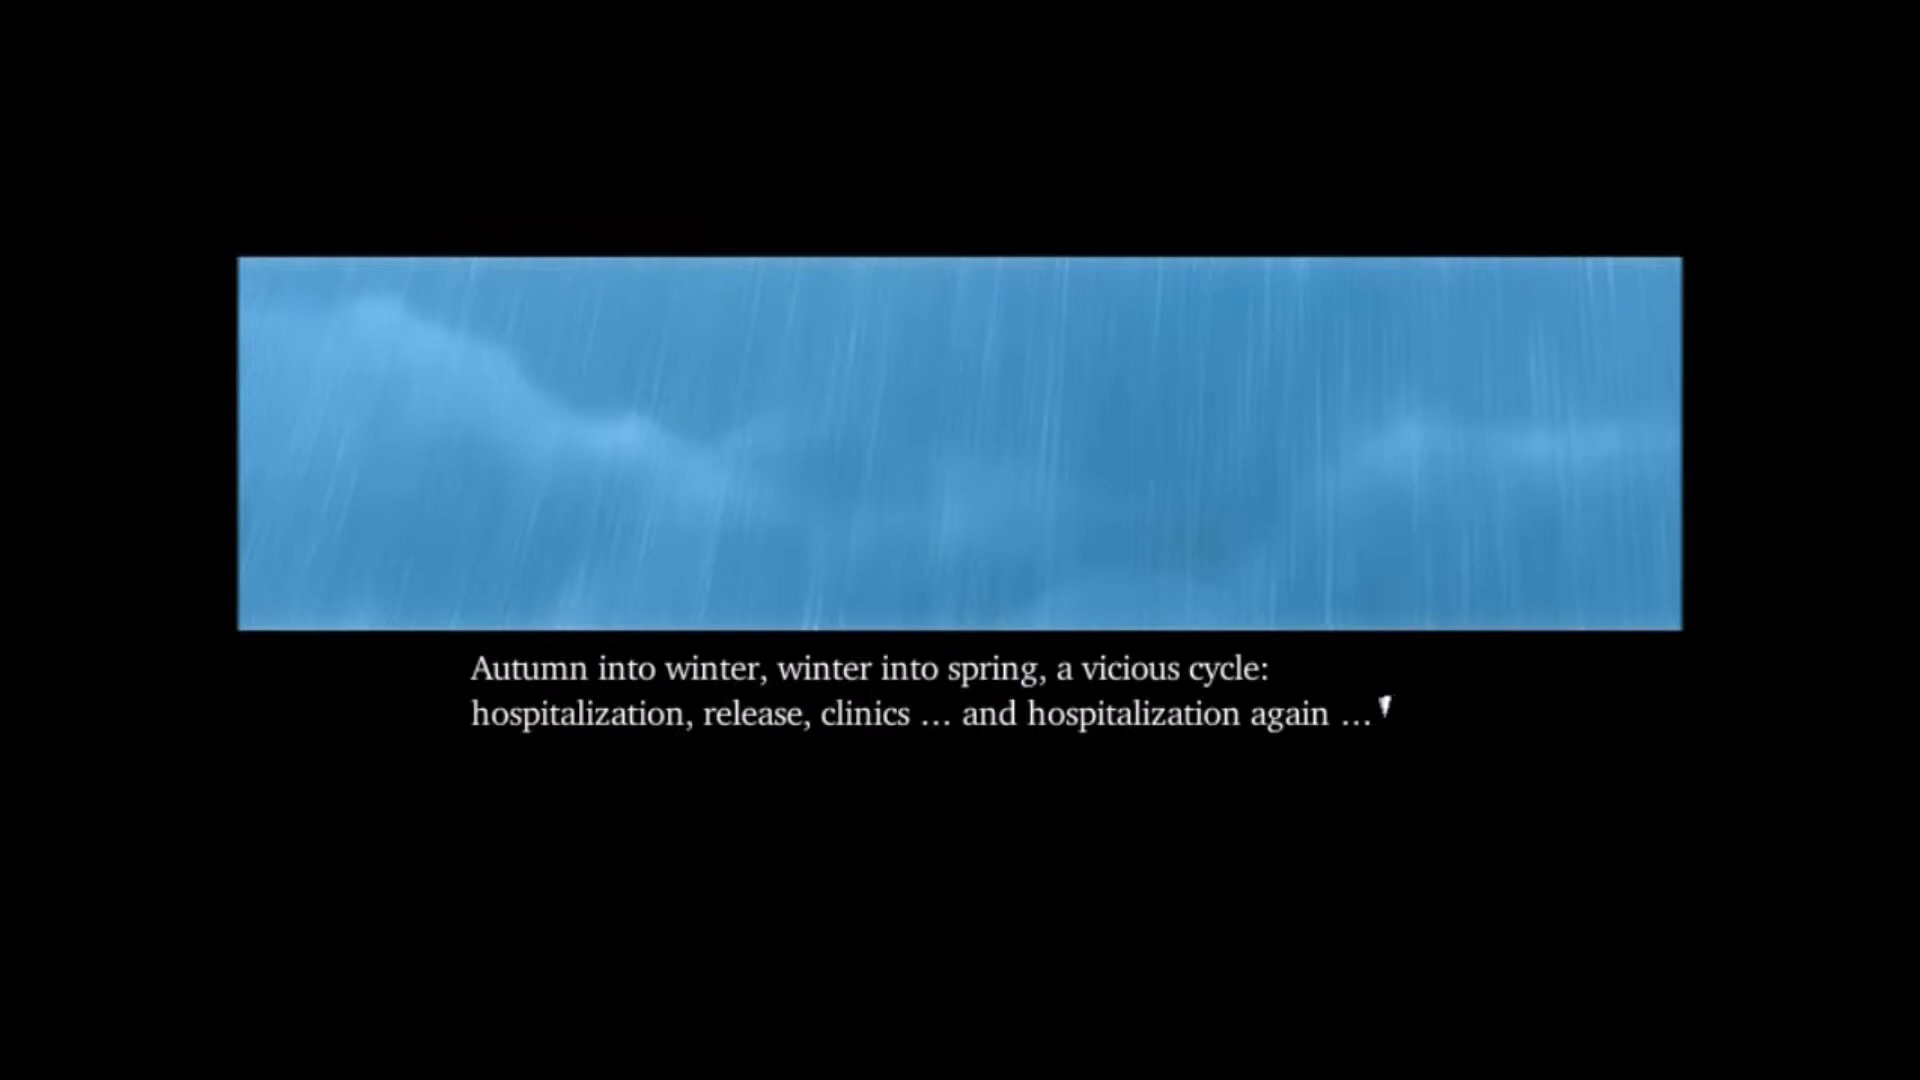 Autumn into winter, winter into spring, a vicious cycle:
hospitalization, release, clinics … and hospitalization again …